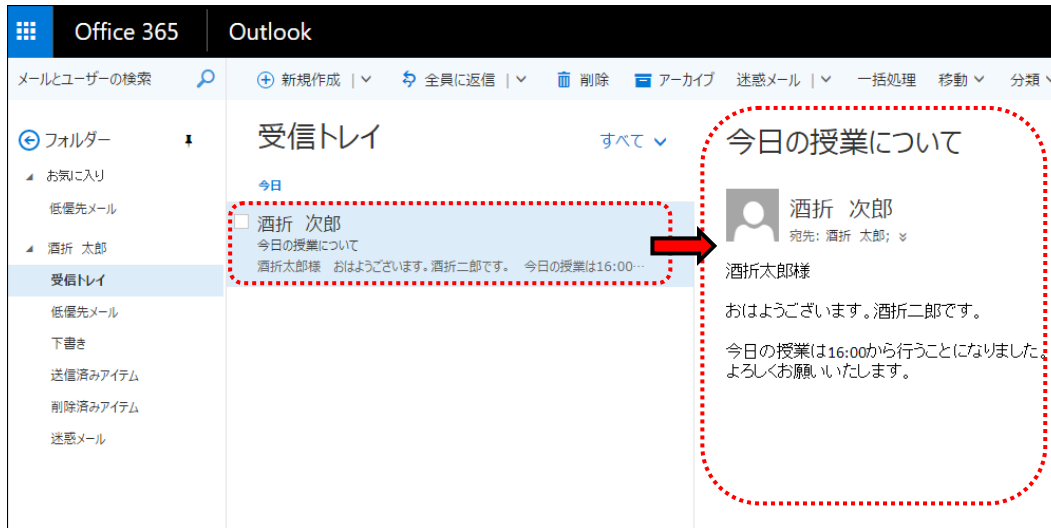 Office 365 Outlook
メールとユーザーの検索 新規作成 | 全員に返信 | 削除 アーカイブ 迷惑メール | 一括処理 移動 分類
フォルダー
お気に入り
低優先メール
酒折 太郎
受信トレイ
低優先メール
下書き
送信済みアイテム
削除済みアイテム
迷惑メール
受信トレイ すべて
今日
酒折 次郎
今日の授業について
酒折太郎様 おはようございます。酒折二郎です。 今日の授業は16:00…
今日の授業について
酒折 次郎
宛先: 酒折 太郎;
酒折太郎様
おはようございます。酒折二郎です。
今日の授業は16:00から行うことになりました。
よろしくお願いいたします。